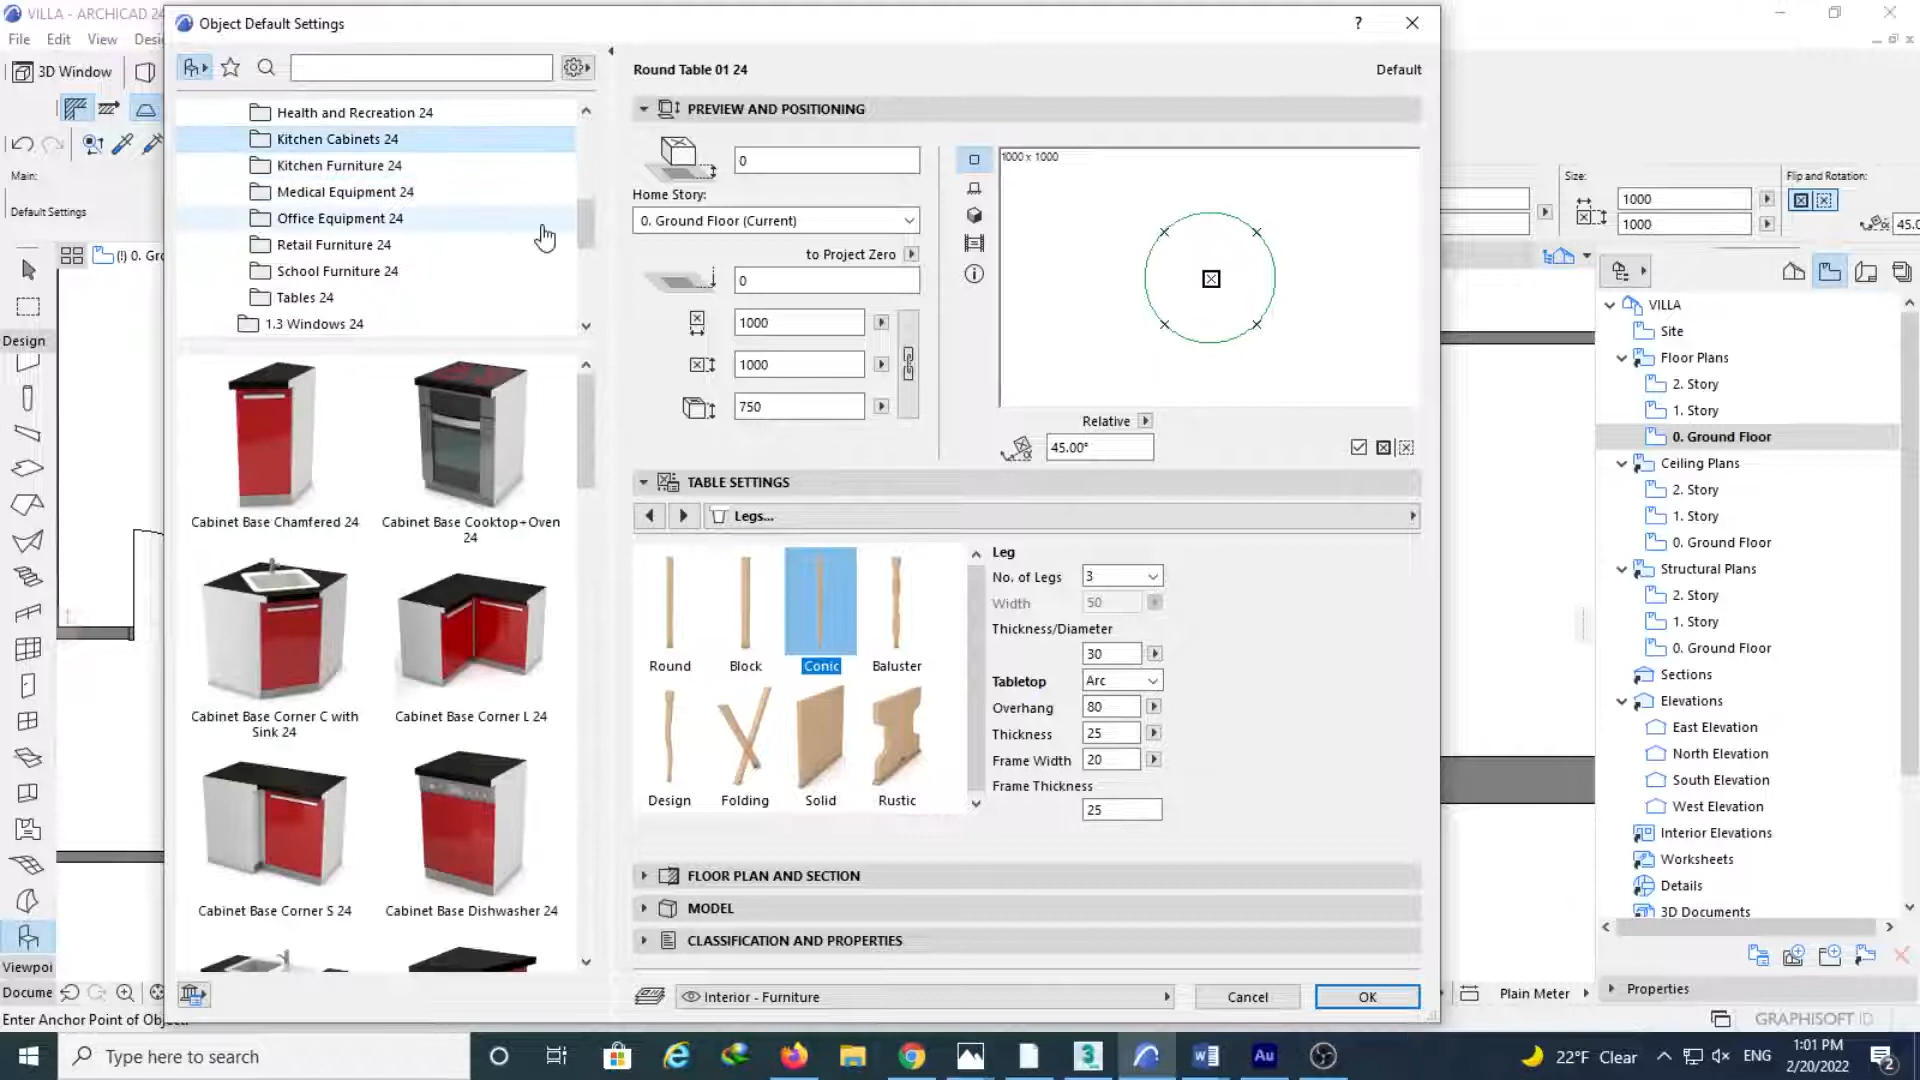 VILLA - ARCHICAD 24
Object Default Settings
?
File Edit View Desi
3D Window
Main:
Default Settings
(!) 0. Gro
Design
Viewpoi
Docume
Enter Anchor Point of Object.
Health and Recreation 24
Kitchen Cabinets 24
Kitchen Furniture 24
Medical Equipment 24
Office Equipment 24
Retail Furniture 24
School Furniture 24
Tables 24
1.3 Windows 24
Cabinet Base Chamfered 24
Cabinet Base Cooktop+Oven
24
Cabinet Base Corner C with
Sink 24
Cabinet Base Corner L 24
Cabinet Base Corner S 24
Cabinet Base Dishwasher 24
Round Table 01 24
Default
PREVIEW AND POSITIONING
0
Home Story:
0. Ground Floor (Current)
to Project Zero
0
1000
1000
750
1000 x 1000
Relative
45.00°
TABLE SETTINGS
Legs...
Round
Block
Conic
Baluster
Design
Folding
Solid
Rustic
Leg
No. of Legs 3
Width 50
Thickness/Diameter
30
Tabletop Arc
Overhang 80
Thickness 25
Frame Width 20
Frame Thickness
25
FLOOR PLAN AND SECTION
MODEL
CLASSIFICATION AND PROPERTIES
Interior - Furniture
Cancel
OK
Size:
1000
1000
Flip and Rotation:
45.0
VILLA
Site
Floor Plans
2. Story
1. Story
0. Ground Floor
Ceiling Plans
2. Story
1. Story
0. Ground Floor
Structural Plans
2. Story
1. Story
0. Ground Floor
Sections
Elevations
East Elevation
North Elevation
South Elevation
West Elevation
Interior Elevations
Worksheets
Details
3D Documents
Plain Meter
Properties
GRAPHISOFT ID
Type here to search
3
W
Au
22°F Clear
ENG
1:01 PM
2/20/2022
2